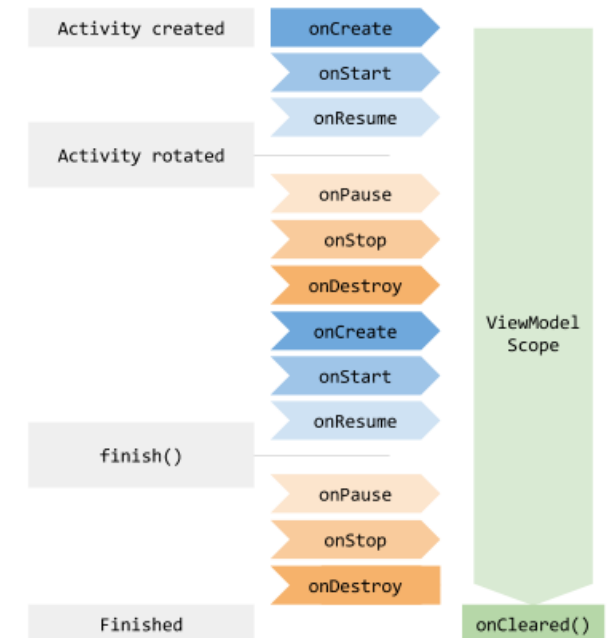 Activity created
onCreate
onStart
onResume
Activity rotated
onPause
onStop
onDestroy
onCreate
ViewModel
Scope
onStart
onResume
finish()
onPause
onStop
onDestroy
Finished
onCleared()